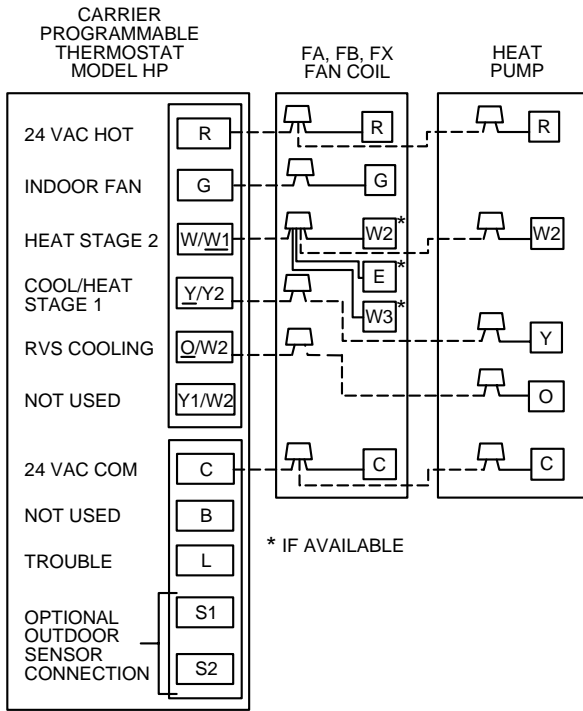 CARRIER
PROGRAMMABLE
THERMOSTAT
MODEL HP
FA, FB, FX
FAN COIL
HEAT
PUMP
24 VAC HOT
R
R
R
INDOOR FAN
G
G
HEAT STAGE 2
W/W1
W2*
W2
E*
COOL/HEAT
STAGE 1
Y/Y2
W3*
Y
RVS COOLING
O/W2
O
NOT USED
Y1/W2
24 VAC COM
C
C
C
NOT USED
B
* IF AVAILABLE
TROUBLE
L
OPTIONAL
OUTDOOR
SENSOR
CONNECTION
S1
S2